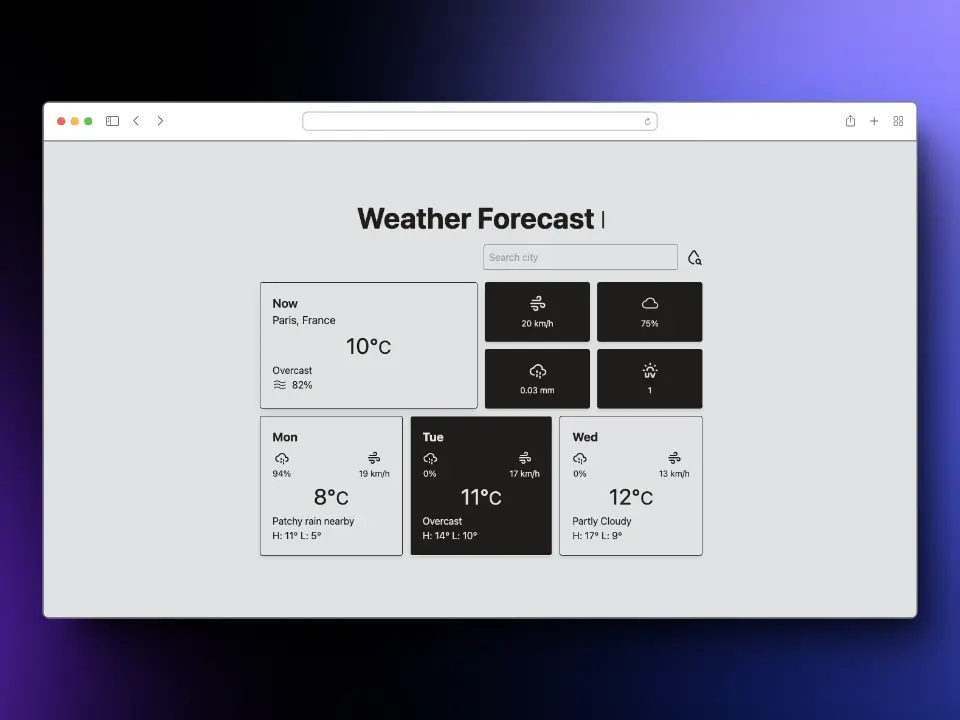 Weather Forecast
Search city
Now
Paris, France
10°C
Overcast
82%
20 km/h
75%
0.03 mm
UV
1
Mon
94% 19 km/h
8°C
Patchy rain nearby
H: 11° L: 5°
Tue
0% 17 km/h
11°C
Overcast
H: 14° L: 10°
Wed
0% 13 km/h
12°C
Partly Cloudy
H: 17° L: 9°